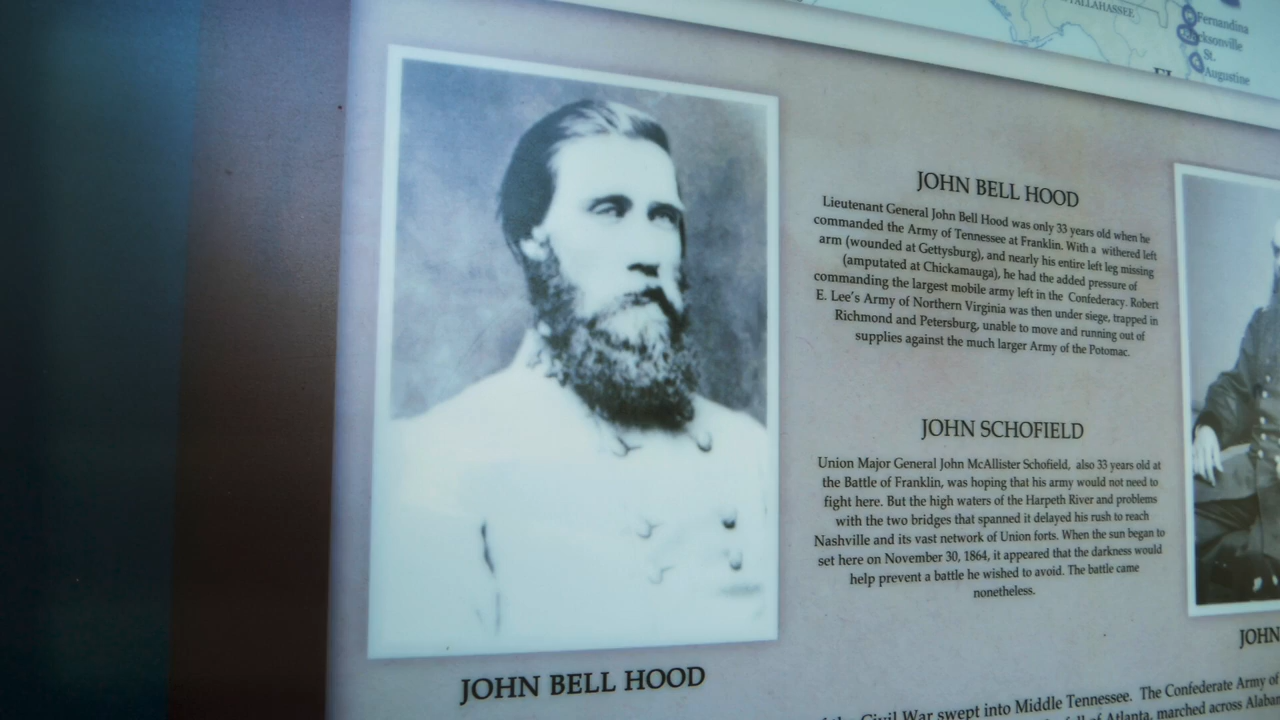 TALLAHASSEE
Fernandina
cksonville
St.
Augustine
JOHN BELL HOOD
Lieutenant General John Bell Hood was only 33 years old when he
commanded the Army of Tennessee at Franklin. With a withered left
arm (wounded at Gettysburg), and nearly his entire left leg missing
(amputated at Chickamauga), he had the added pressure of
commanding the largest mobile army left in the Confederacy. Robert
E. Lee's Army of Northern Virginia was then under siege, trapped in
Richmond and Petersburg, unable to move and running out of
supplies against the much larger Army of the Potomac.
JOHN SCHOFIELD
Union Major General John McAllister Schofield, also 33 years old at
the Battle of Franklin, was hoping that his army would not need to
fight here. But the high waters of the Harpeth River and problems
with the two bridges that spanned it delayed his rush to reach
Nashville and its vast network of Union forts. When the sun began to
set here on November 30, 1864, it appeared that the darkness would
help prevent a battle he wished to avoid. The battle came
nonetheless.
JOHN BELL HOOD
JOHN
the Civil War swept into Middle Tennessee. The Confederate Army of
fall of Atlanta, marched across Alabam